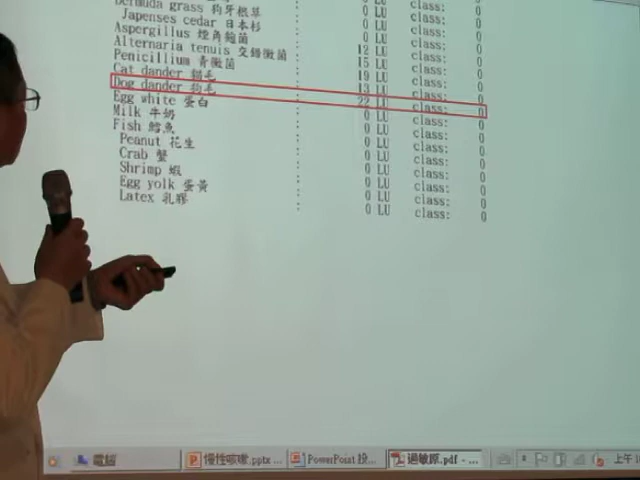 Bermuda grass 狗牙根草 : 0 LU class: 0
Japenses cedar 日本杉 : 0 LU class: 0
Aspergillus 煙角麴菌 : 12 LU class: 0
Alternaria tenuis 交錯黴菌 : 15 LU class: 0
Penicillium 青黴菌 : 19 LU class: 0
Cat dander 貓毛 : 13 LU class: 0
Dog dander 狗毛 : 22 LU class: 0
Egg white 蛋白 : 0 LU class: 0
Milk 牛奶 : 0 LU class: 0
Fish 鱈魚 : 0 LU class: 0
Peanut 花生 : 0 LU class: 0
Crab 蟹 : 0 LU class: 0
Shrimp 蝦 : 0 LU class: 0
Egg yolk 蛋黃 : 0 LU class: 0
Latex 乳膠 : 0 LU class: 0
電腦 慢性咳嗽.pptx ... PowerPoint 投... 過敏原.pdf - ... 上午